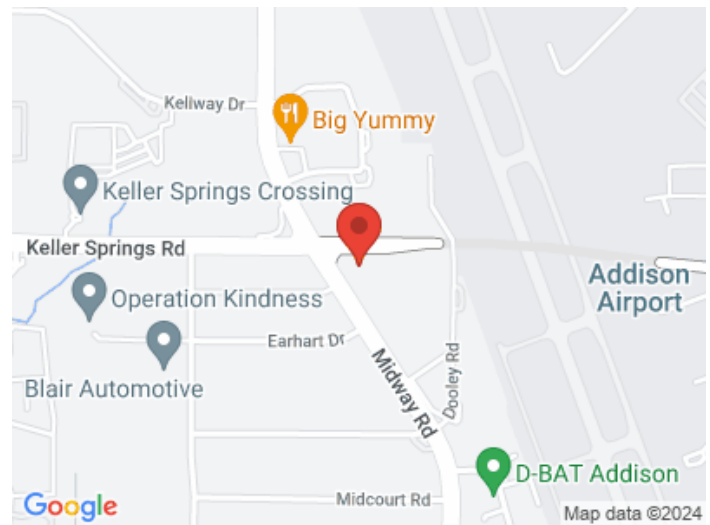 Keliway Dr
Big Yummy
Keller Springs Crossing
Keller Springs Rd
Addison
Airport
Operation Kindness
Earhart Dr
Blair Automotive
Midway Rd
Dooley Rd
D-BAT Addison
Midcourt Rd
Google
Map data ©2024